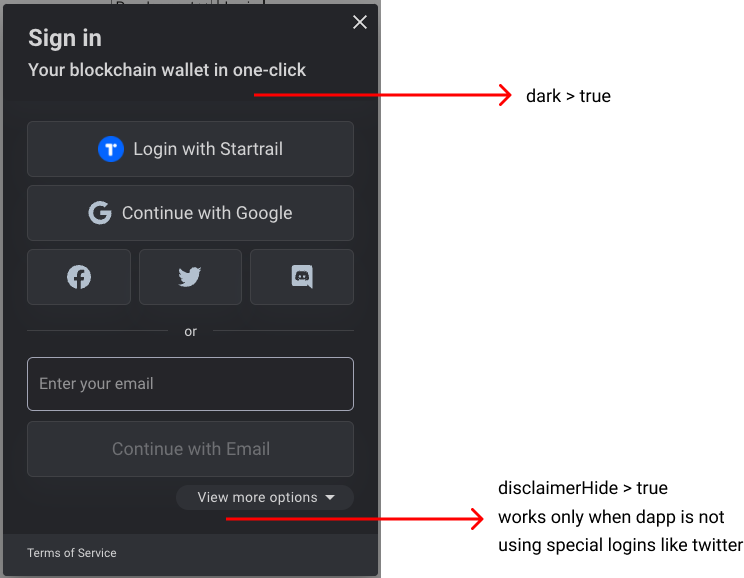 Sign in
Your blockchain wallet in one-click
dark > true
Login with Startrail
Continue with Google
or
Enter your email
Continue with Email
View more options
disclaimerHide > true
works only when dapp is not
using special logins like twitter
Terms of Service